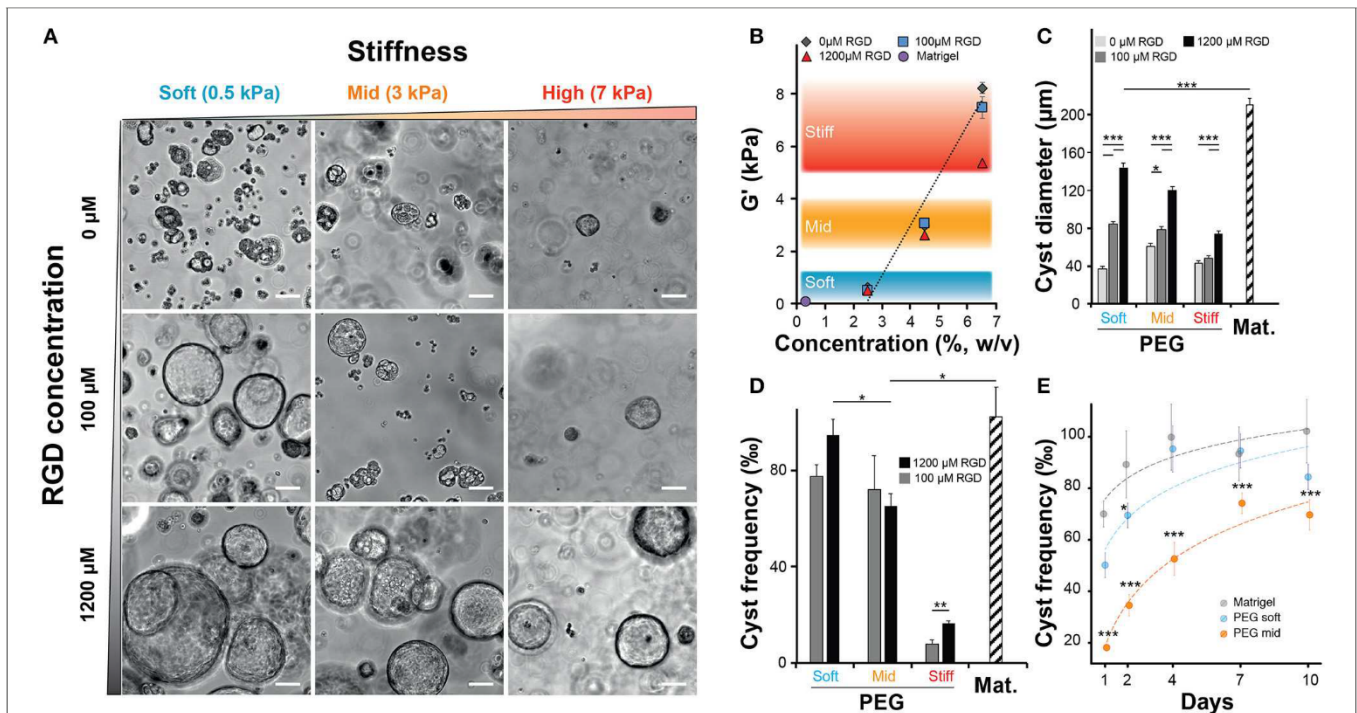 A
Stiffness
Soft (0.5 kPa)
Mid (3 kPa)
High (7 kPa)
RGD concentration
0 µM
100 µM
1200 µM
B
0µM RGD
100µM RGD
1200µM RGD
Matrigel
G' (kPa)
8
6
4
2
0
Stiff
Mid
Soft
0 1 2 3 4 5 6 7
Concentration (%, w/v)
C
0 µM RGD
1200 µM RGD
100 µM RGD
Cyst diameter (µm)
200
160
120
80
40
0
***
***
***
***
*
Soft
Mid
Stiff
Mat.
PEG
D
Cyst frequency (‰)
80
40
0
*
*
1200 µM RGD
100 µM RGD
**
Soft
Mid
Stiff
Mat.
PEG
E
Cyst frequency (‰)
100
80
60
40
20
*
***
***
***
***
***
Matrigel
PEG soft
PEG mid
1 2 4 7 10
Days